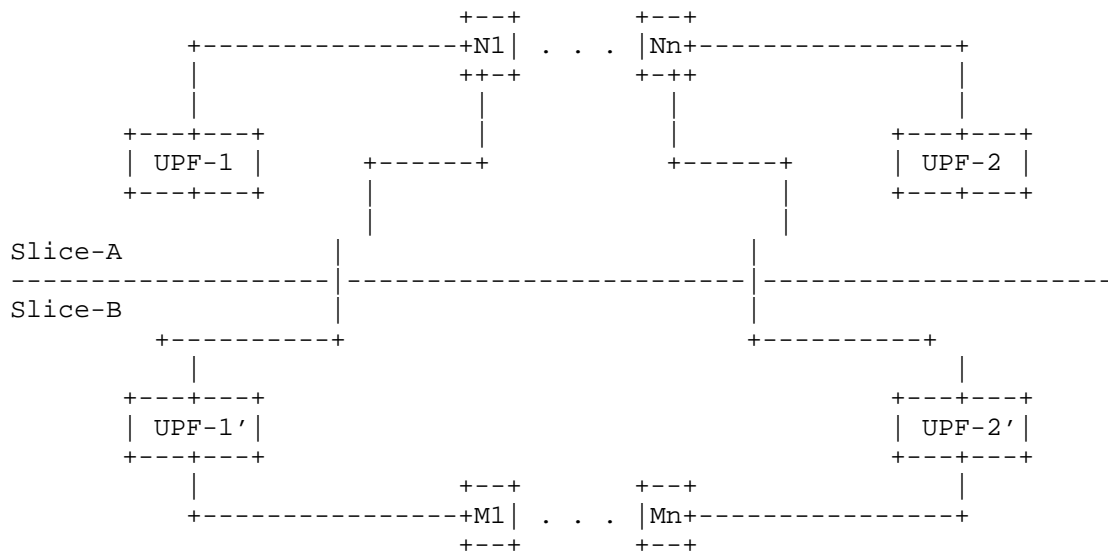 N1 . . . Nn
UPF-1 UPF-2
Slice-A
Slice-B
UPF-1’ UPF-2’
M1 . . . Mn